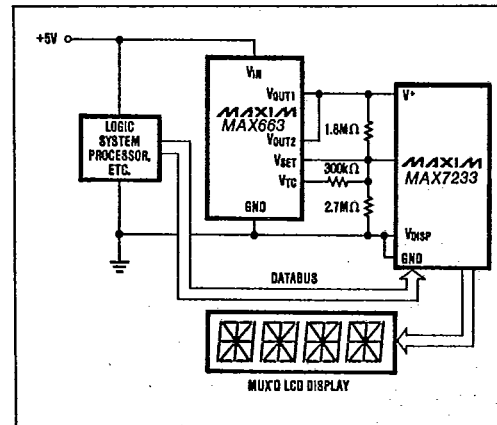 +5V
VIN
VOUT1
V+
MAXIM
MAX663
1.8MΩ
LOGIC
SYSTEM
PROCESSOR,
ETC.
VOUT2
VSET
MAXIM
MAX7233
300kΩ
VTC
2.7MΩ
GND
VDISP
GND
DATABUS
MUX'D LCD DISPLAY